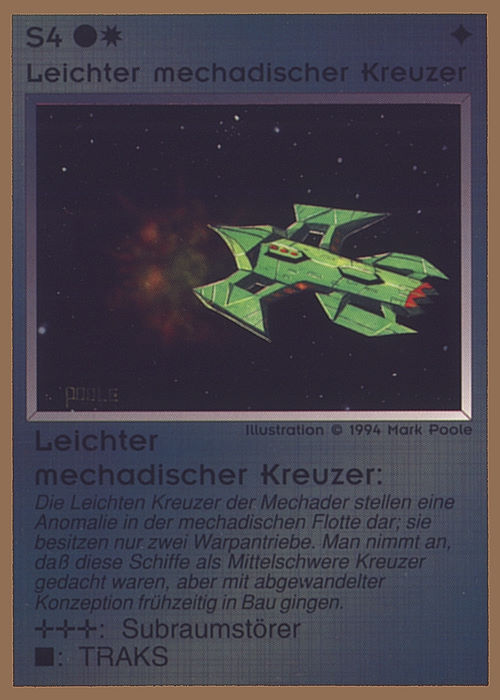 S4 ●✷ ✦
Leichter mechadischer Kreuzer
POOLE
Illustration © 1994 Mark Poole
Leichter
mechadischer Kreuzer:
Die Leichten Kreuzer der Mechader stellen eine
Anomalie in der mechadischen Flotte dar; sie
besitzen nur zwei Warpantriebe. Man nimmt an,
daß diese Schiffe als Mittelschwere Kreuzer
gedacht waren, aber mit abgewandelter
Konzeption frühzeitig in Bau gingen.
✛✛✛: Subraumstörer
■: TRAKS